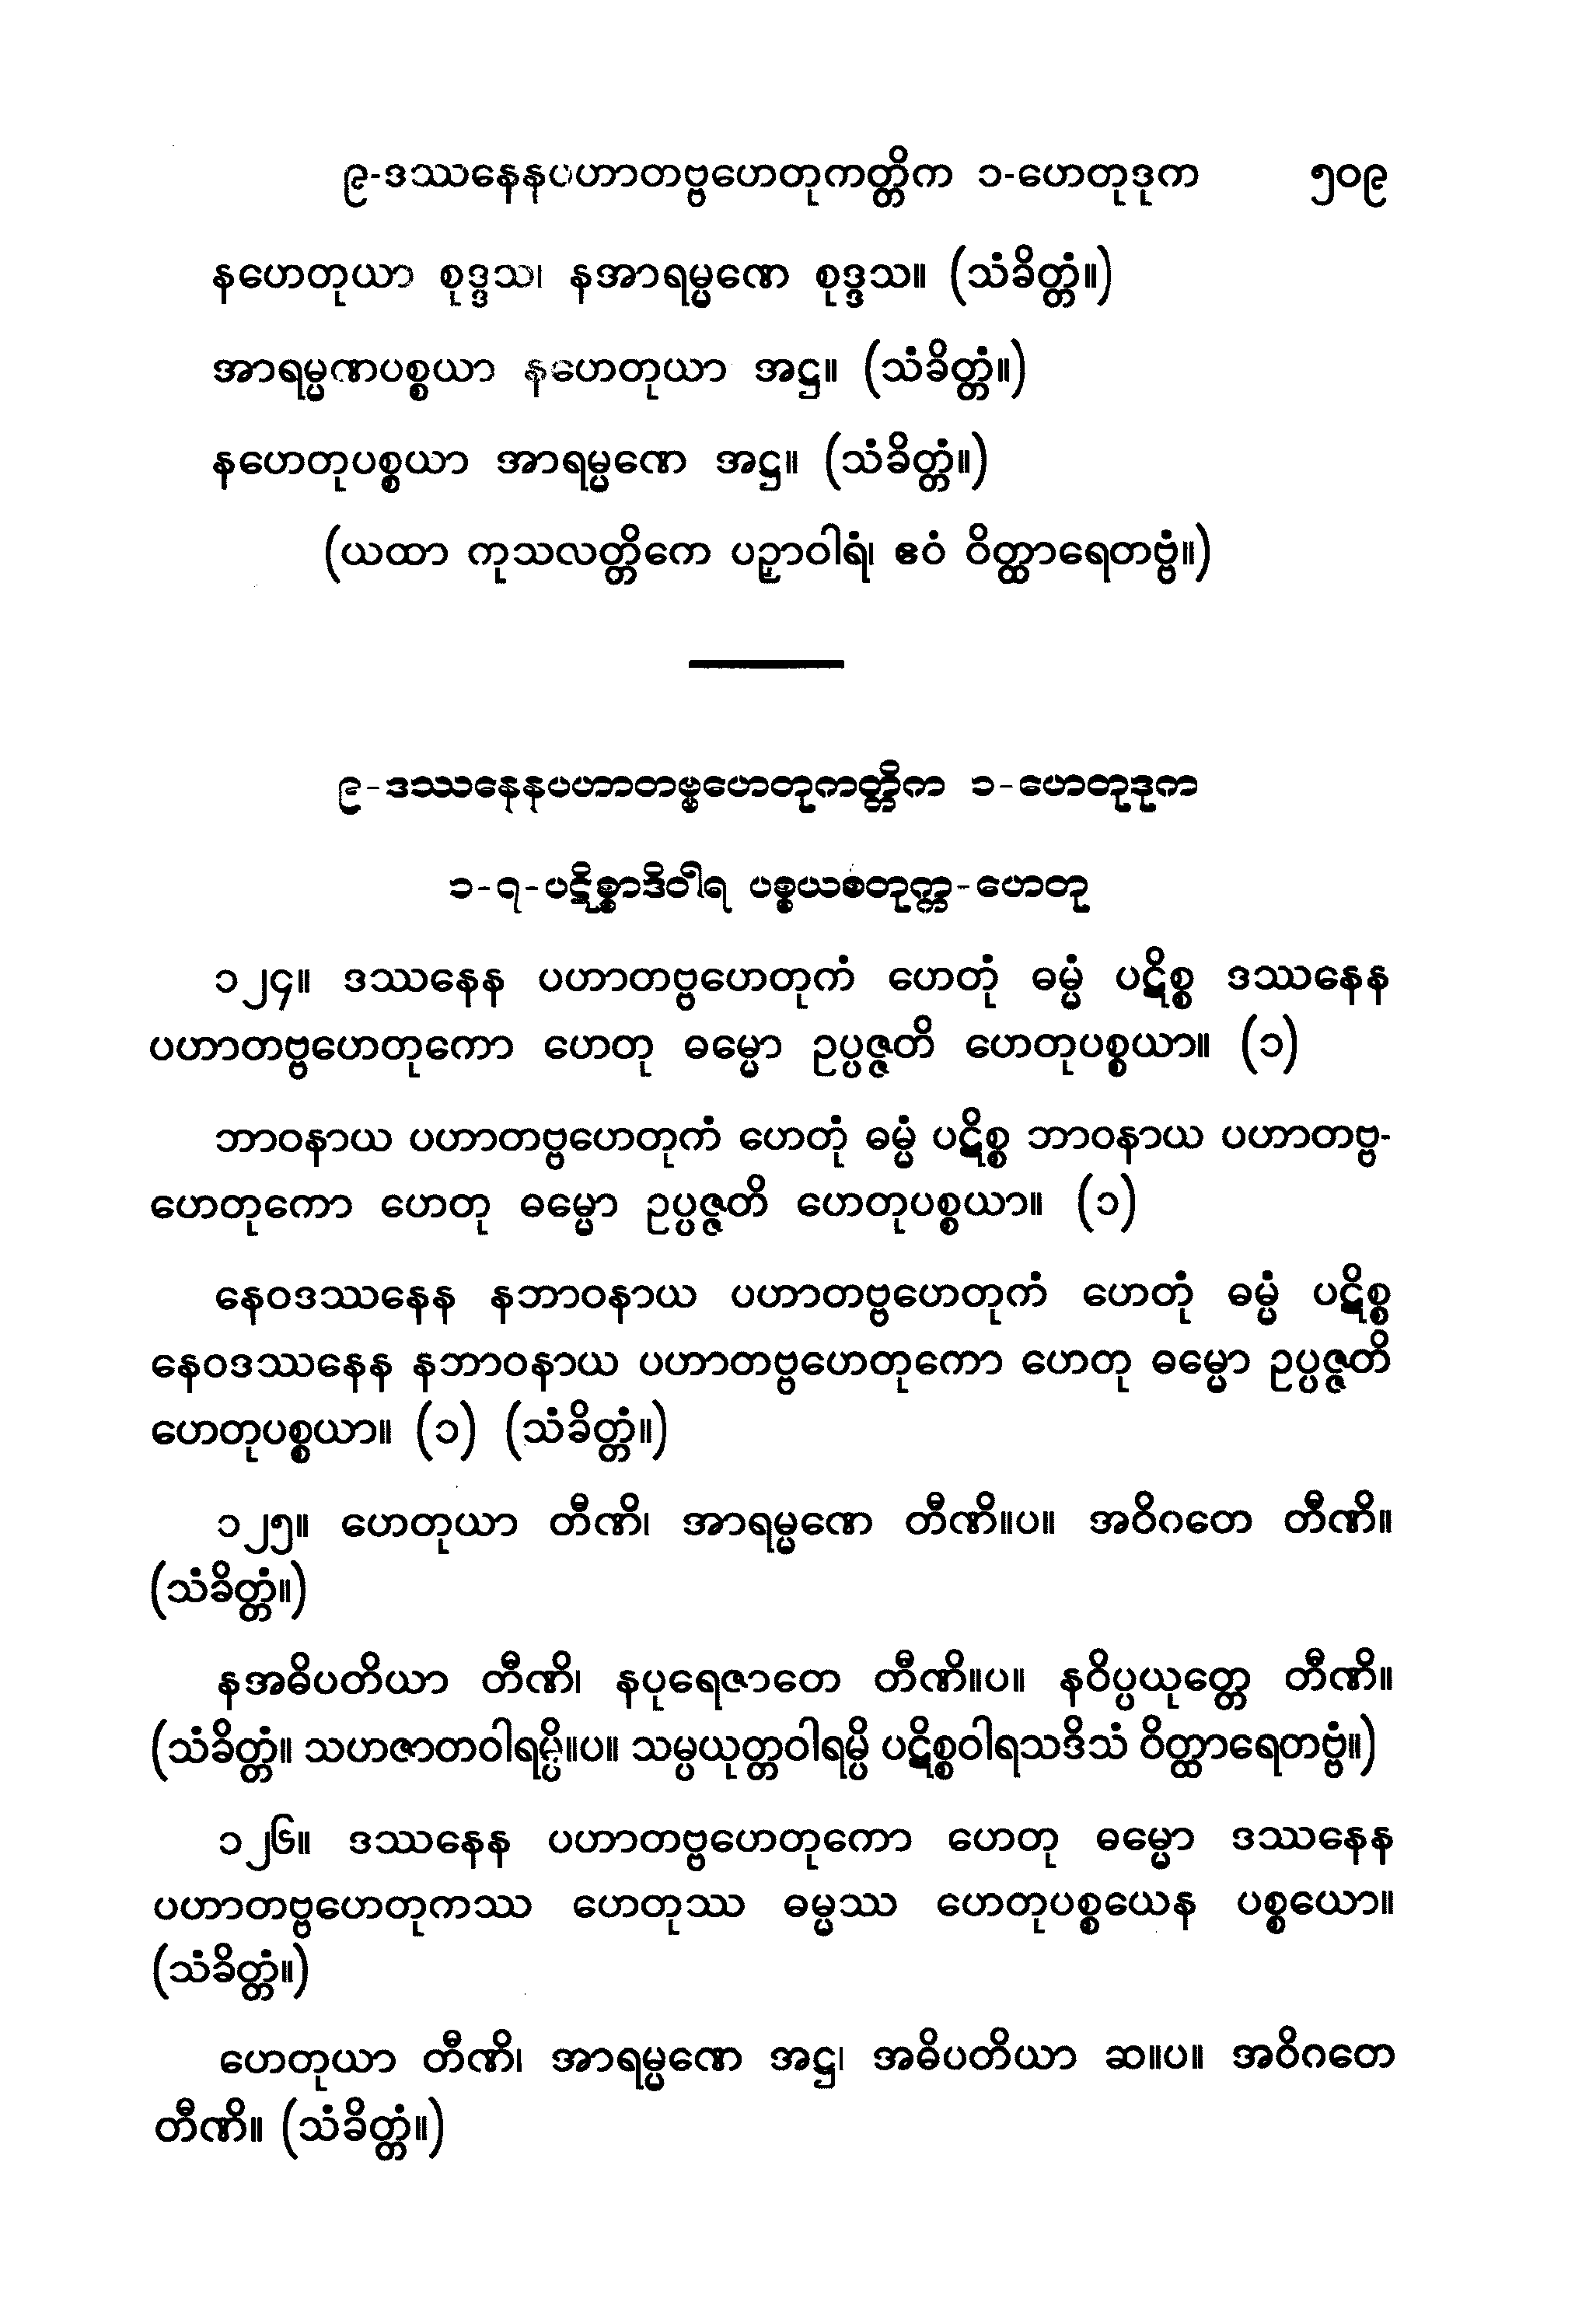 ၉-ဒဿနေနပဟာတဗ္ဗဟေတုကတ္တိက ၁-ဟေတုဒုက ၅၀၉
နဟေတုယာ စုဒ္ဒသ၊ နအာရမ္မဏေ စုဒ္ဒသ။ (သံခိတ္တံ။)
အာရမ္မဏပစ္စယာ နဟေတုယာ အဋ္ဌ။ (သံခိတ္တံ။)
နဟေတုပစ္စယာ အာရမ္မဏေ အဋ္ဌ။ (သံခိတ္တံ။)
(ယထာ ကုသလတ္တိကေ ပဉှာဝါရံ၊ ဧဝံ ဝိတ္ထာရေတဗ္ဗံ။)
၉-ဒဿနေနပဟာတဗ္ဗဟေတုကတ္တိက ၁-ဟေတုဒုက
၁-၇-ပဋိစ္စာဒိဝါရ ပစ္စယစတုက္က-ဟေတု
၁၂၄။ ဒဿနေန ပဟာတဗ္ဗဟေတုကံ ဟေတုံ ဓမ္မံ ပဋိစ္စ ဒဿနေန
ပဟာတဗ္ဗဟေတုကော ဟေတု ဓမ္မော ဥပ္ပဇ္ဇတိ ဟေတုပစ္စယာ။ (၁)
ဘာဝနာယ ပဟာတဗ္ဗဟေတုကံ ဟေတုံ ဓမ္မံ ပဋိစ္စ ဘာဝနာယ ပဟာတဗ္ဗ-
ဟေတုကော ဟေတု ဓမ္မော ဥပ္ပဇ္ဇတိ ဟေတုပစ္စယာ။ (၁)
နေဝဒဿနေန နဘာဝနာယ ပဟာတဗ္ဗဟေတုကံ ဟေတုံ ဓမ္မံ ပဋိစ္စ
နေဝဒဿနေန နဘာဝနာယ ပဟာတဗ္ဗဟေတုကော ဟေတု ဓမ္မော ဥပ္ပဇ္ဇတိ
ဟေတုပစ္စယာ။ (၁) (သံခိတ္တံ။)
၁၂၅။ ဟေတုယာ တီဏိ၊ အာရမ္မဏေ တီဏိ။ပ။ အဝိဂတေ တီဏိ။
(သံခိတ္တံ။)
နအဓိပတိယာ တီဏိ၊ နပုရေဇာတေ တီဏိ။ပ။ နဝိပ္ပယုတ္တေ တီဏိ။
(သံခိတ္တံ။ သဟဇာတဝါရမ္ပိ။ပ။ သမ္ပယုတ္တဝါရမ္ပိ ပဋိစ္စဝါရသဒိသံ ဝိတ္ထာရေတဗ္ဗံ။)
၁၂၆။ ဒဿနေန ပဟာတဗ္ဗဟေတုကော ဟေတု ဓမ္မော ဒဿနေန
ပဟာတဗ္ဗဟေတုကဿ ဟေတုဿ ဓမ္မဿ ဟေတုပစ္စယေန ပစ္စယော။
(သံခိတ္တံ။)
ဟေတုယာ တီဏိ၊ အာရမ္မဏေ အဋ္ဌ၊ အဓိပတိယာ ဆ။ပ။ အဝိဂတေ
တီဏိ။ (သံခိတ္တံ။)